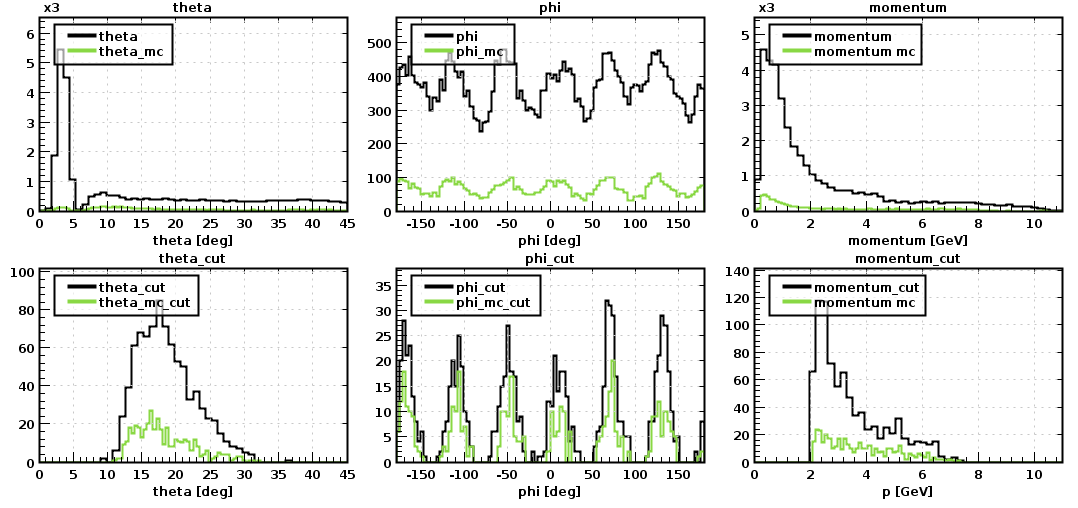 x3 theta
theta
theta_mc
6
5
4
3
2
1
0
0 5 10 15 20 25 30 35 40 45
theta [deg]
phi
phi
phi_mc
500
400
300
200
100
0
-150 -100 -50 0 50 100 150
phi [deg]
x3 momentum
momentum
momentum mc
5
4
3
2
1
0
0 2 4 6 8 10
momentum [GeV]
theta_cut
theta_cut
theta_mc_cut
100
80
60
40
20
0
0 5 10 15 20 25 30 35 40 45
theta [deg]
phi_cut
phi_cut
phi_mc_cut
35
30
25
20
15
10
5
0
-150 -100 -50 0 50 100 150
phi [deg]
momentum_cut
momentum_cut
momentum mc
140
120
100
80
60
40
20
0
0 2 4 6 8 10
p [GeV]